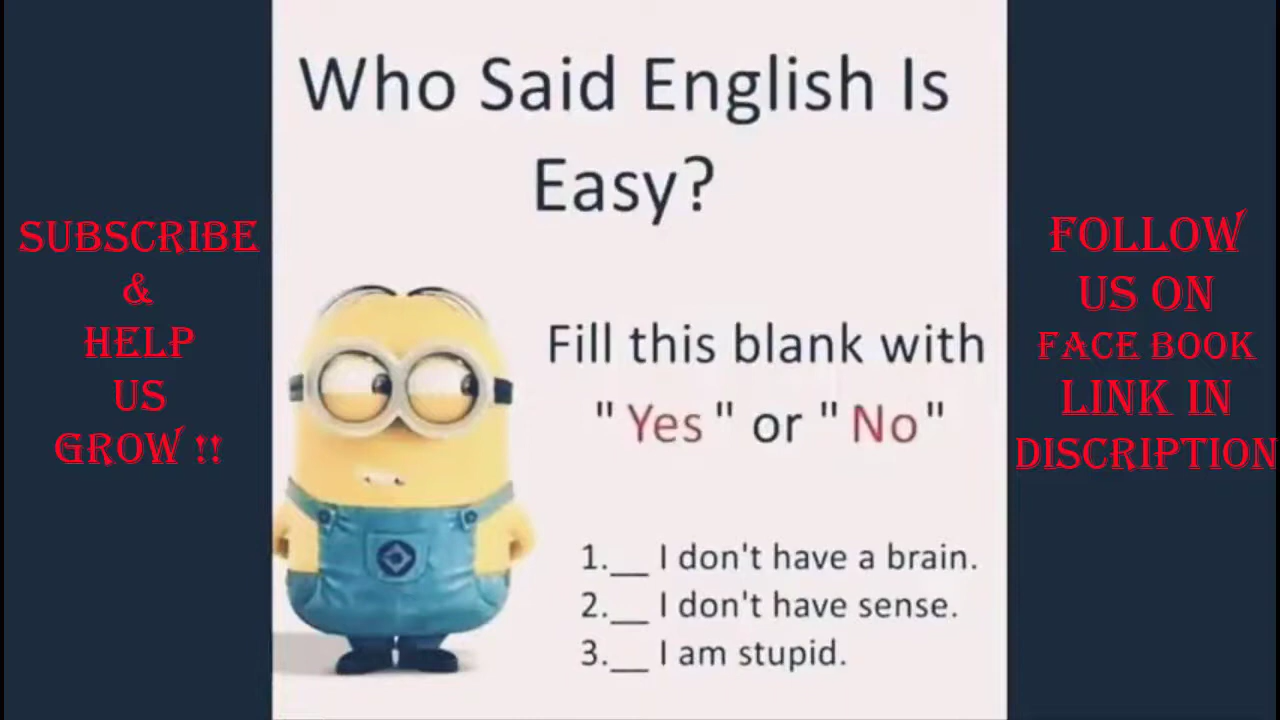 Who Said English Is
Easy?
SUBSCRIBE
&
HELP
US
GROW !!
Fill this blank with
"Yes" or "No"
1.__ I don't have a brain.
2.__ I don't have sense.
3.__ I am stupid.
FOLLOW
US ON
FACE BOOK
LINK IN
DISCRIPTION